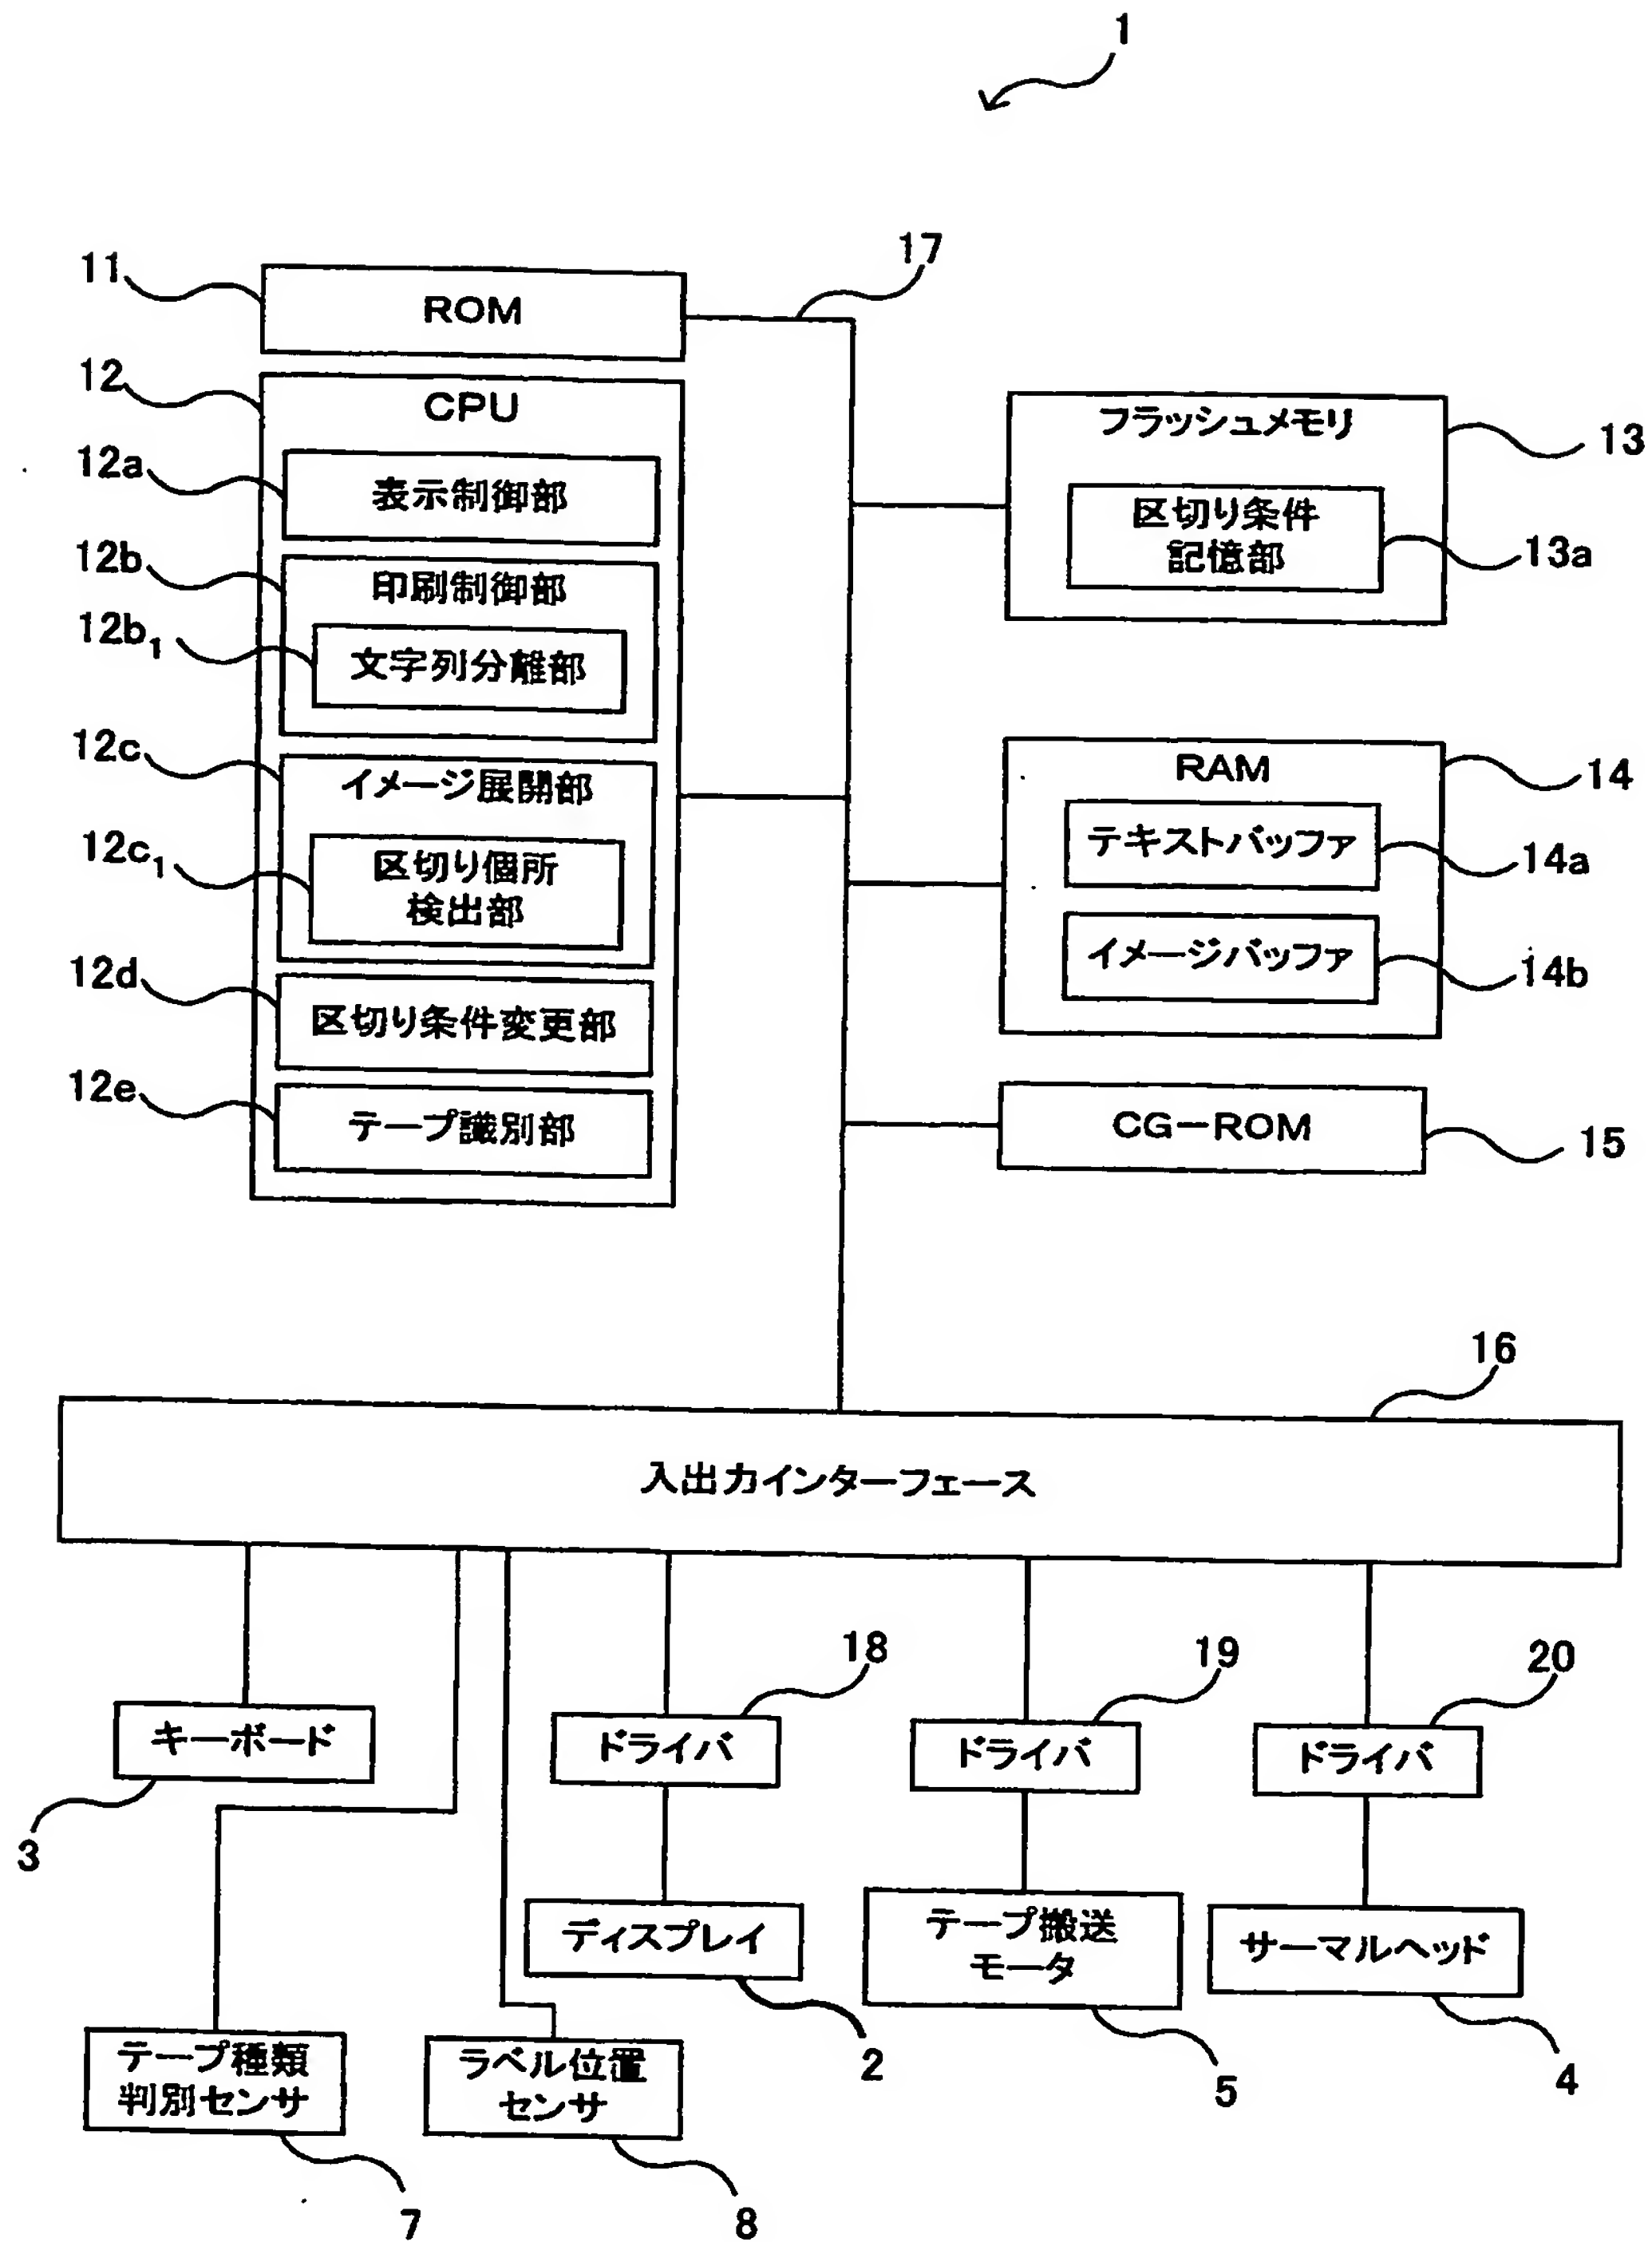 1
17
11
ROM
12
CPU
12a
表示制御部
12b
印刷制御部
12b1
文字列分離部
12c
イメージ展開部
12c1
区切り個所
検出部
12d
区切り条件変更部
12e
テープ識別部
フラッシュメモリ
13
区切り条件
記憶部
13a
RAM
14
テキストバッファ
14a
イメージバッファ
14b
CG-ROM
15
16
入出力インターフェース
キーボード
3
18
ドライバ
19
ドライバ
20
ドライバ
ディスプレイ
2
テープ搬送
モータ
5
サーマルヘッド
4
テープ種類
判別センサ
7
ラベル位置
センサ
8